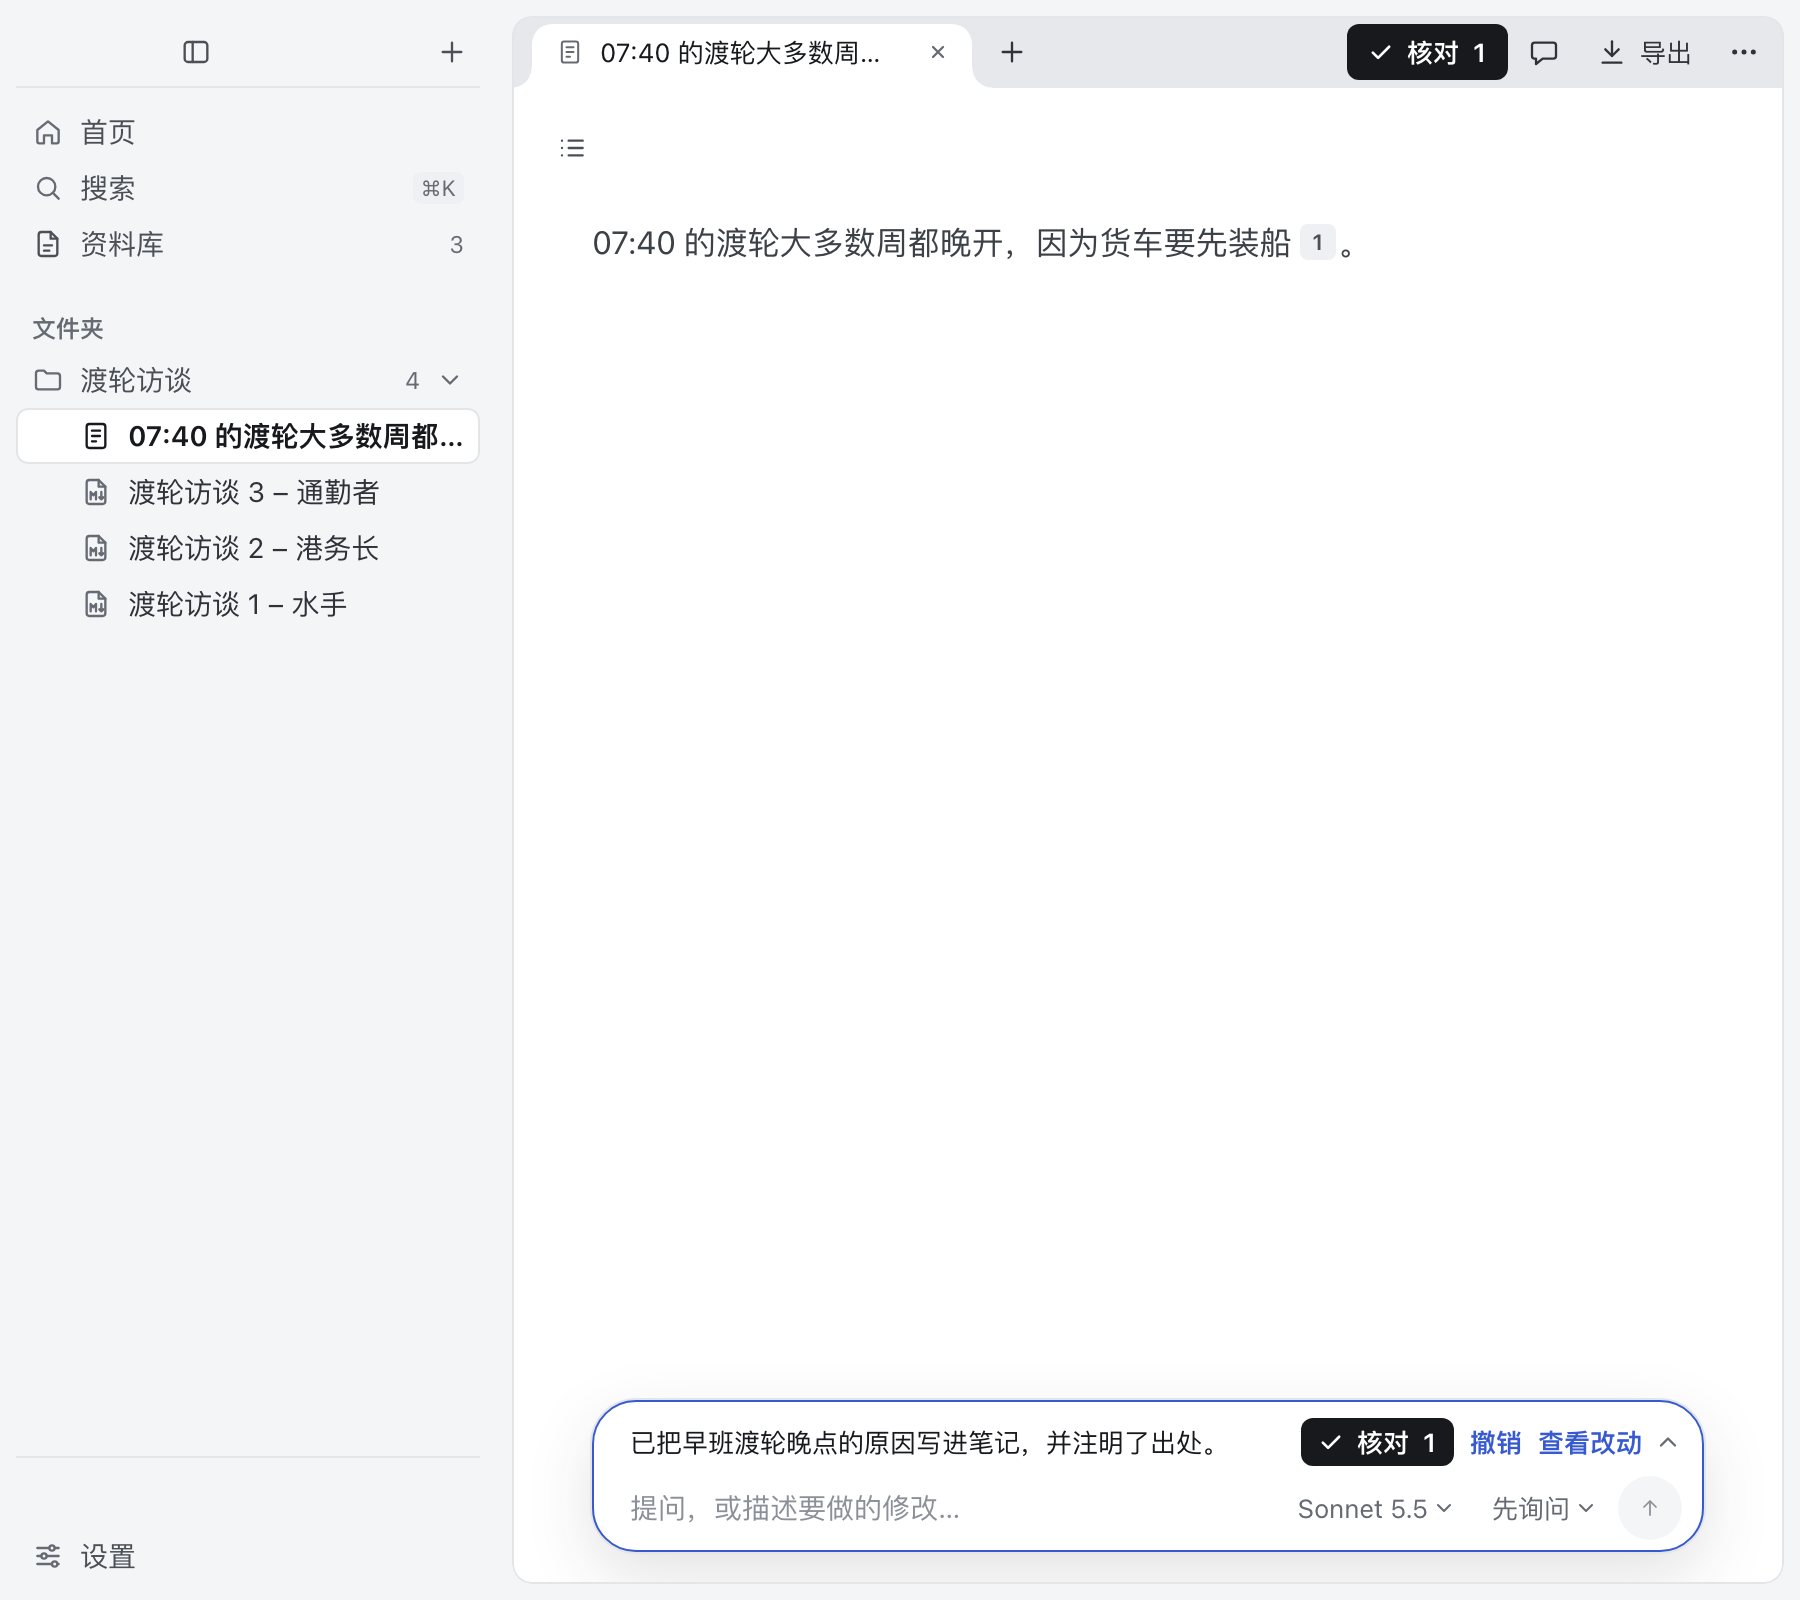 07:40 的渡轮大多数周...
核对 1
导出
首页
搜索 ⌘K
资料库 3
文件夹
渡轮访谈 4
07:40 的渡轮大多数周都...
渡轮访谈 3 – 通勤者
渡轮访谈 2 – 港务长
渡轮访谈 1 – 水手
设置
07:40 的渡轮大多数周都晚开，因为货车要先装船 1 。
已把早班渡轮晚点的原因写进笔记，并注明了出处。 核对 1 撤销 查看改动
提问，或描述要做的修改... Sonnet 5.5 先询问